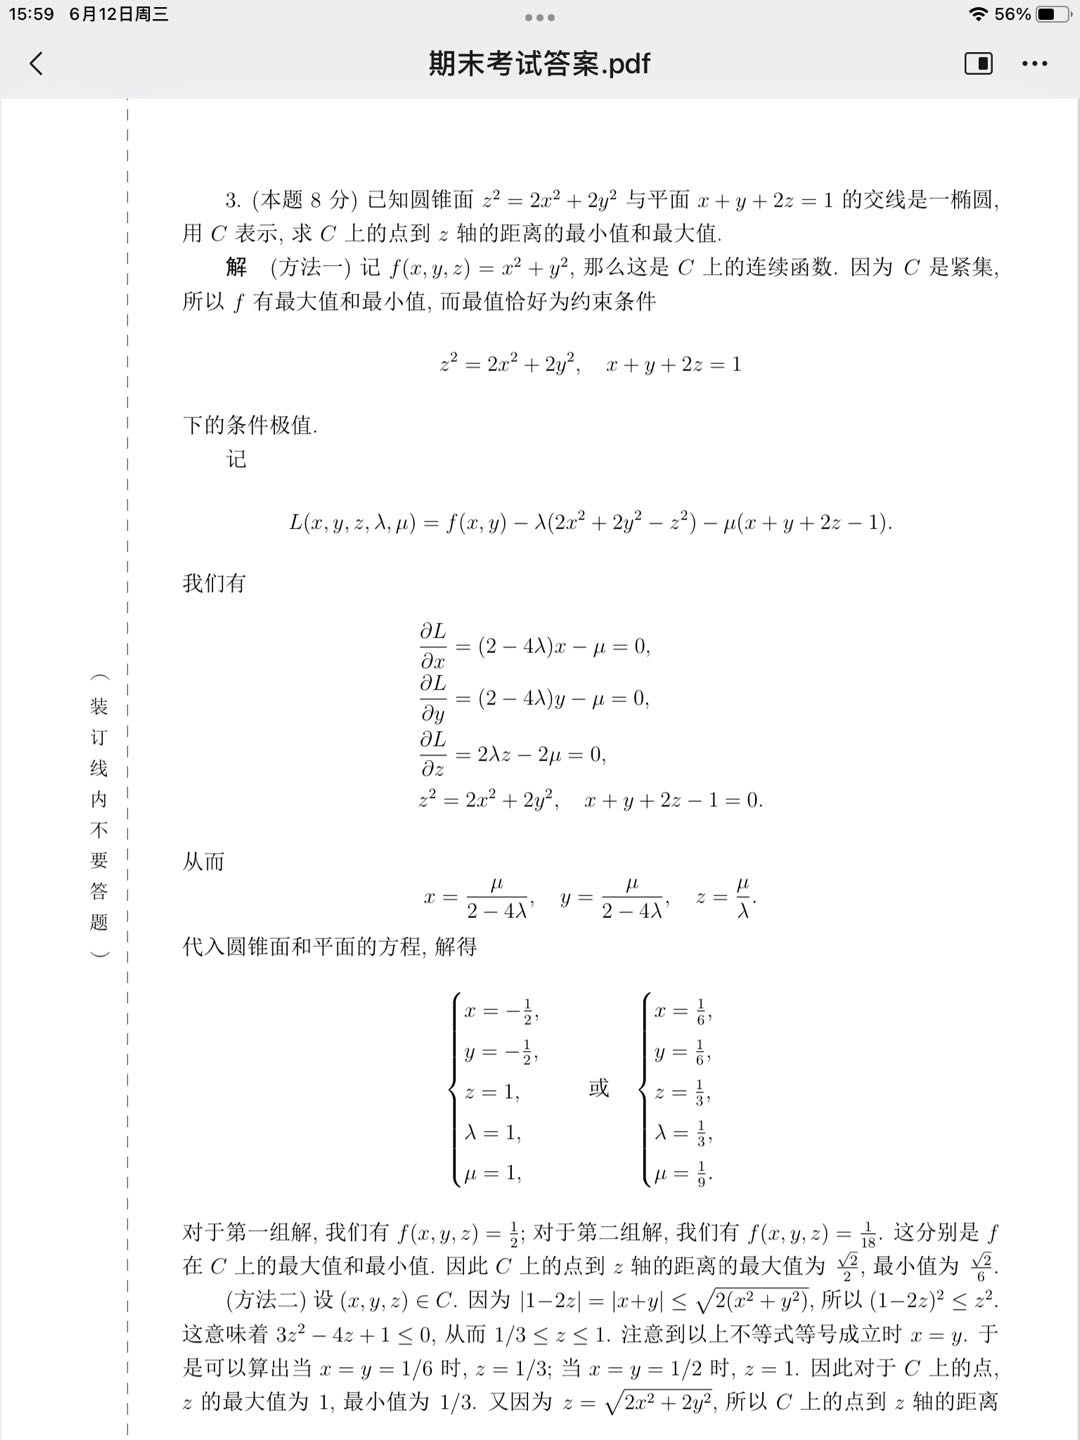 15:59 6月12日周三
56%
期末考试答案.pdf
3. (本题 8 分) 已知圆锥面 z² = 2x² + 2y² 与平面 x + y + 2z = 1 的交线是一椭圆,
用 C 表示, 求 C 上的点到 z 轴的距离的最小值和最大值.
解 (方法一) 记 f(x, y, z) = x² + y², 那么这是 C 上的连续函数. 因为 C 是紧集,
所以 f 有最大值和最小值, 而最值恰好为约束条件
z² = 2x² + 2y², x + y + 2z = 1
下的条件极值.
记
L(x, y, z, λ, μ) = f(x, y) − λ(2x² + 2y² − z²) − μ(x + y + 2z − 1).
我们有
∂L/∂x = (2 − 4λ)x − μ = 0,
∂L/∂y = (2 − 4λ)y − μ = 0,
∂L/∂z = 2λz − 2μ = 0,
z² = 2x² + 2y², x + y + 2z − 1 = 0.
从而
x = μ/(2 − 4λ), y = μ/(2 − 4λ), z = μ/λ.
代入圆锥面和平面的方程, 解得
{ x = −1/2, y = −1/2, z = 1, λ = 1, μ = 1, 或 { x = 1/6, y = 1/6, z = 1/3, λ = 1/3, μ = 1/9.
对于第一组解, 我们有 f(x, y, z) = 1/2; 对于第二组解, 我们有 f(x, y, z) = 1/18. 这分别是 f
在 C 上的最大值和最小值. 因此 C 上的点到 z 轴的距离的最大值为 √2/2, 最小值为 √2/6.
(方法二) 设 (x, y, z) ∈ C. 因为 |1−2z| = |x+y| ≤ √(2(x² + y²)), 所以 (1−2z)² ≤ z².
这意味着 3z² − 4z + 1 ≤ 0, 从而 1/3 ≤ z ≤ 1. 注意到以上不等式等号成立时 x = y. 于
是可以算出当 x = y = 1/6 时, z = 1/3; 当 x = y = 1/2 时, z = 1. 因此对于 C 上的点,
z 的最大值为 1, 最小值为 1/3. 又因为 z = √(2x² + 2y²), 所以 C 上的点到 z 轴的距离
(装订线内不要答题)